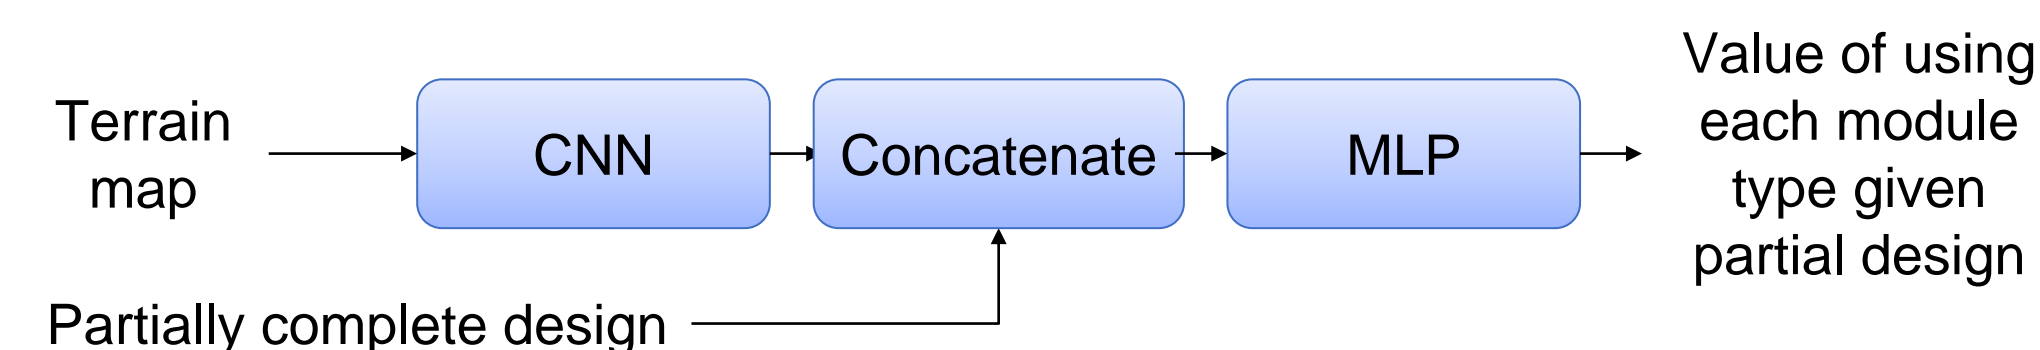 Terrain
map
CNN
Concatenate
MLP
Value of using
each module
type given
partial design
Partially complete design